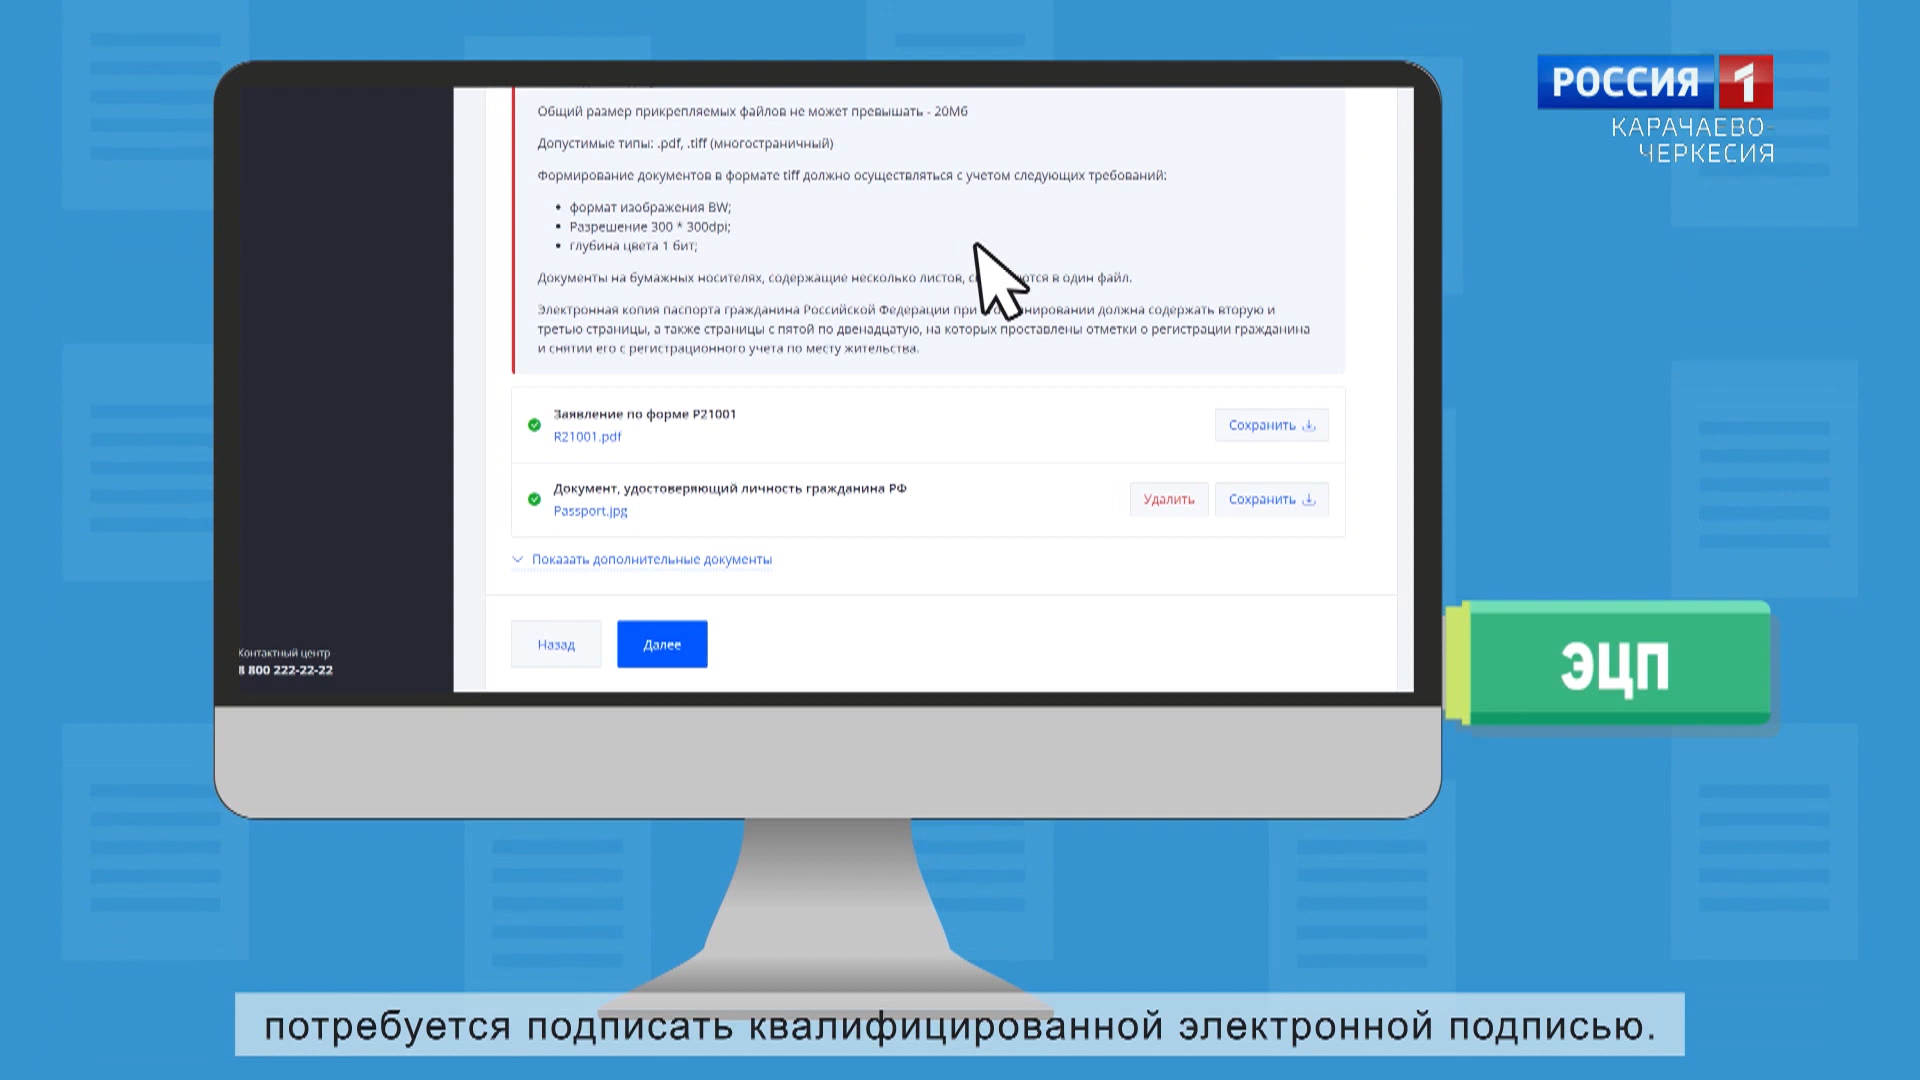 РОССИЯ 1
КАРАЧАЕВО-
ЧЕРКЕСИЯ
Общий размер прикрепляемых файлов не может превышать - 20Мб
Допустимые типы: .pdf, .tiff (многостраничный)
Формирование документов в формате tiff должно осуществляться с учетом следующих требований:
• формат изображения BW;
• Разрешение 300 * 300dpi;
• глубина цвета 1 бит;
Документы на бумажных носителях, содержащие несколько листов, в один файл.
Электронная копия паспорта гражданина Российской Федерации при должна содержать вторую и
третью страницы, а также страницы с пятой по двенадцатую, на которых проставлены отметки о регистрации гражданина
и снятии его с регистрационного учета по месту жительства.
Заявление по форме Р21001
R21001.pdf
Сохранить
Документ, удостоверяющий личность гражданина РФ
Passport.jpg
Удалить
Сохранить
Показать дополнительные документы
Назад
Далее
Контактный центр
8 800 222-22-22
ЭЦП
потребуется подписать квалифицированной электронной подписью.